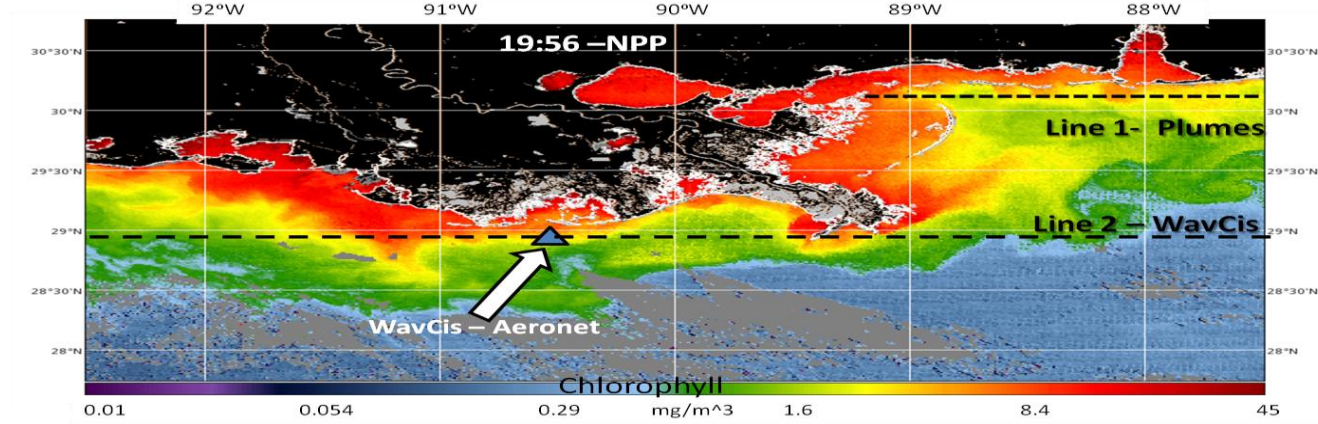 92°W 91°W 90°W 89°W 88°W
19:56 –NPP
30°30'N 30°30'N
30°N 30°N
Line 1- Plumes
29°30'N 29°30'N
Line 2 – WavCis
29°N 29°N
28°30'N 28°30'N
WavCis – Aeronet
28°N 28°N
Chlorophyll
0.01 0.054 0.29 mg/m^3 1.6 8.4 45